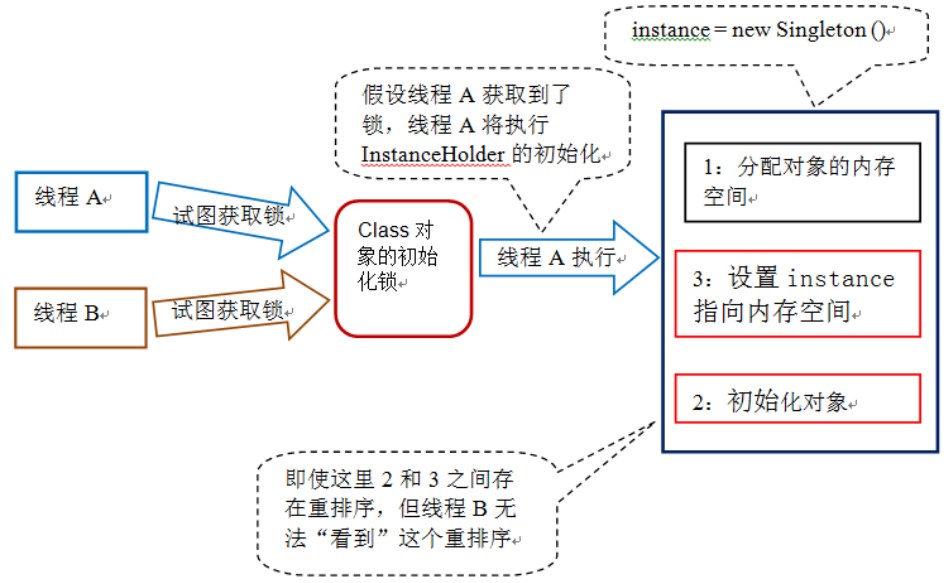 instance = new Singleton ()
假设线程 A 获取到了
锁，线程 A 将执行
InstanceHolder 的初始化
线程 A
试图获取锁
线程 B
试图获取锁
Class 对
象的初始
化锁
线程 A 执行
1：分配对象的内存
空间
3：设置 instance
指向内存空间
2：初始化对象
即使这里 2 和 3 之间存
在重排序，但线程 B 无
法“看到”这个重排序